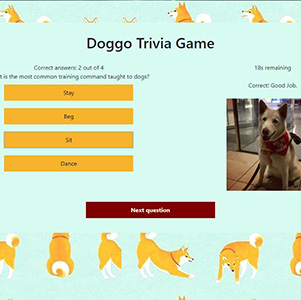 Doggo Trivia Game
Correct answers: 2 out of 4
18s remaining
t is the most common training command taught to dogs?
Correct! Good Job.
Stay
Beg
Sit
Dance
Next question